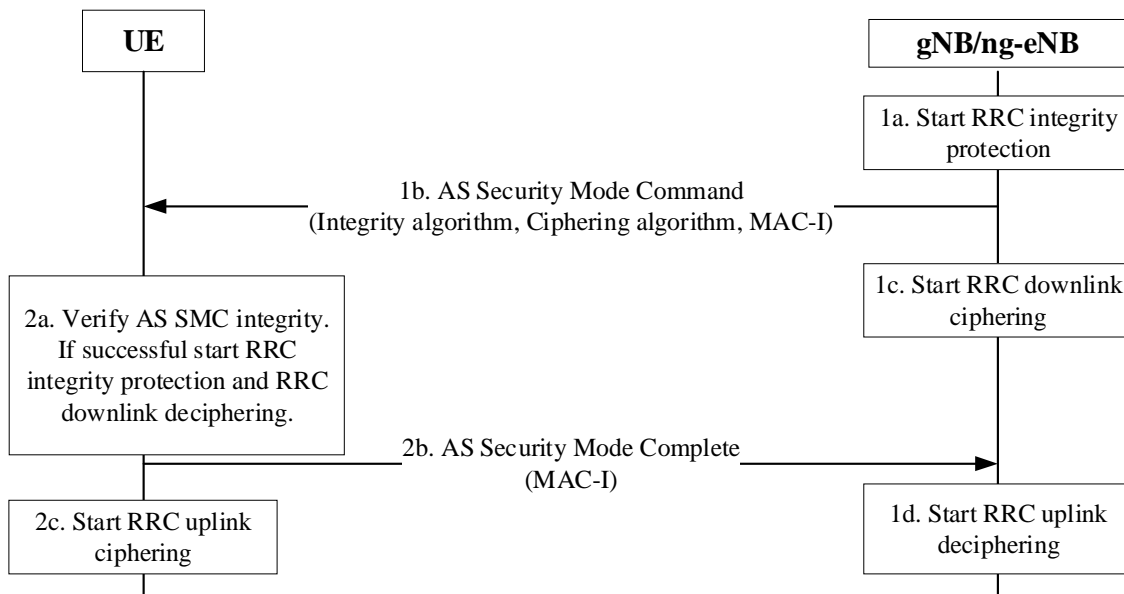 UE
gNB/ng-eNB
1a. Start RRC integrity
protection
1b. AS Security Mode Command
(Integrity algorithm, Ciphering algorithm, MAC-I)
1c. Start RRC downlink
ciphering
2a. Verify AS SMC integrity.
If successful start RRC
integrity protection and RRC
downlink deciphering.
2b. AS Security Mode Complete
(MAC-I)
2c. Start RRC uplink
ciphering
1d. Start RRC uplink
deciphering